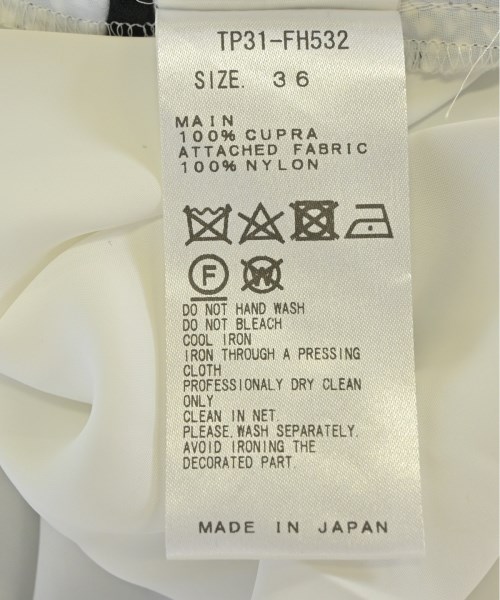 TP31-FH532
SIZE. 36
MAIN
100% CUPRA
ATTACHED FABRIC
100% NYLON
F W
DO NOT HAND WASH
DO NOT BLEACH
COOL IRON
IRON THROUGH A PRESSING
CLOTH
PROFESSIONALY DRY CLEAN
ONLY
CLEAN IN NET.
PLEASE.WASH SEPARATELY.
AVOID IRONING THE
DECORATED PART.
MADE IN JAPAN